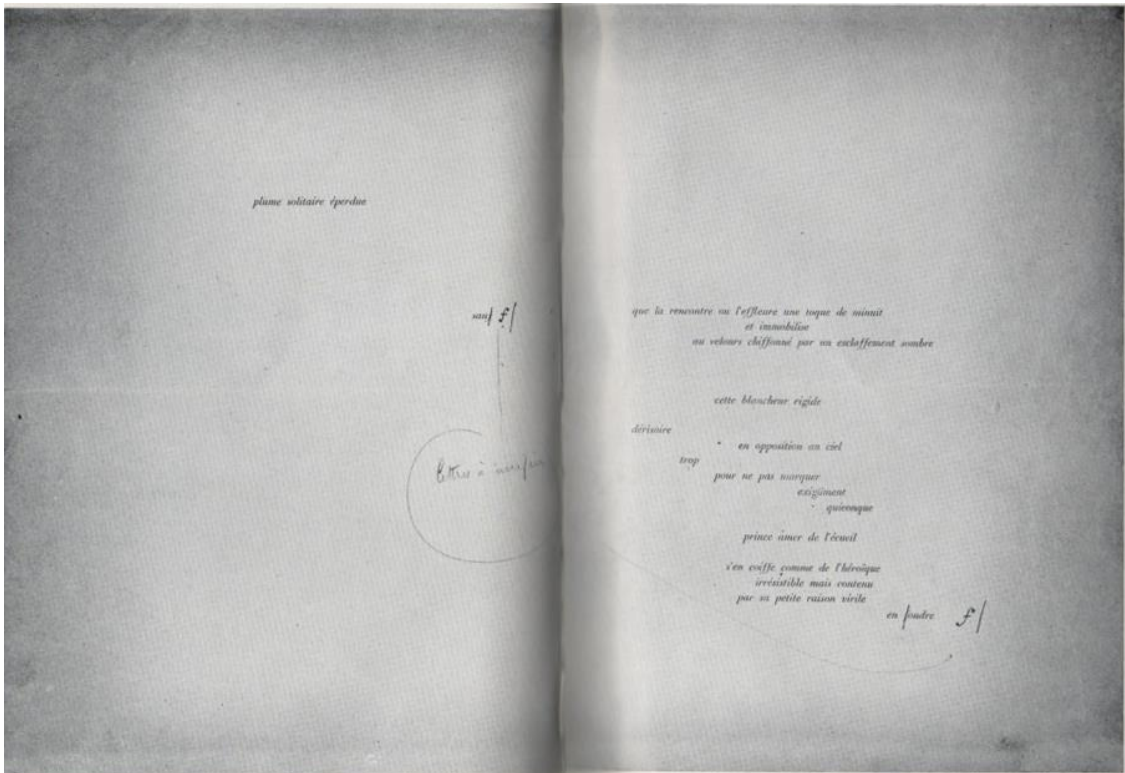 plume solitaire éperdue
sauf f
lettre à
que la rencontre ou l'effleure une toque de minuit
et immobilise
au velours chiffonné par un esclaffement sombre
cette blancheur rigide
dérisoire
en opposition au ciel
trop
pour ne pas marquer
exigüment
quiconque
prince amer de l'écueil
s'en coiffe comme de l'héroïque
irrésistible mais contenu
par sa petite raison virile
en foudre f